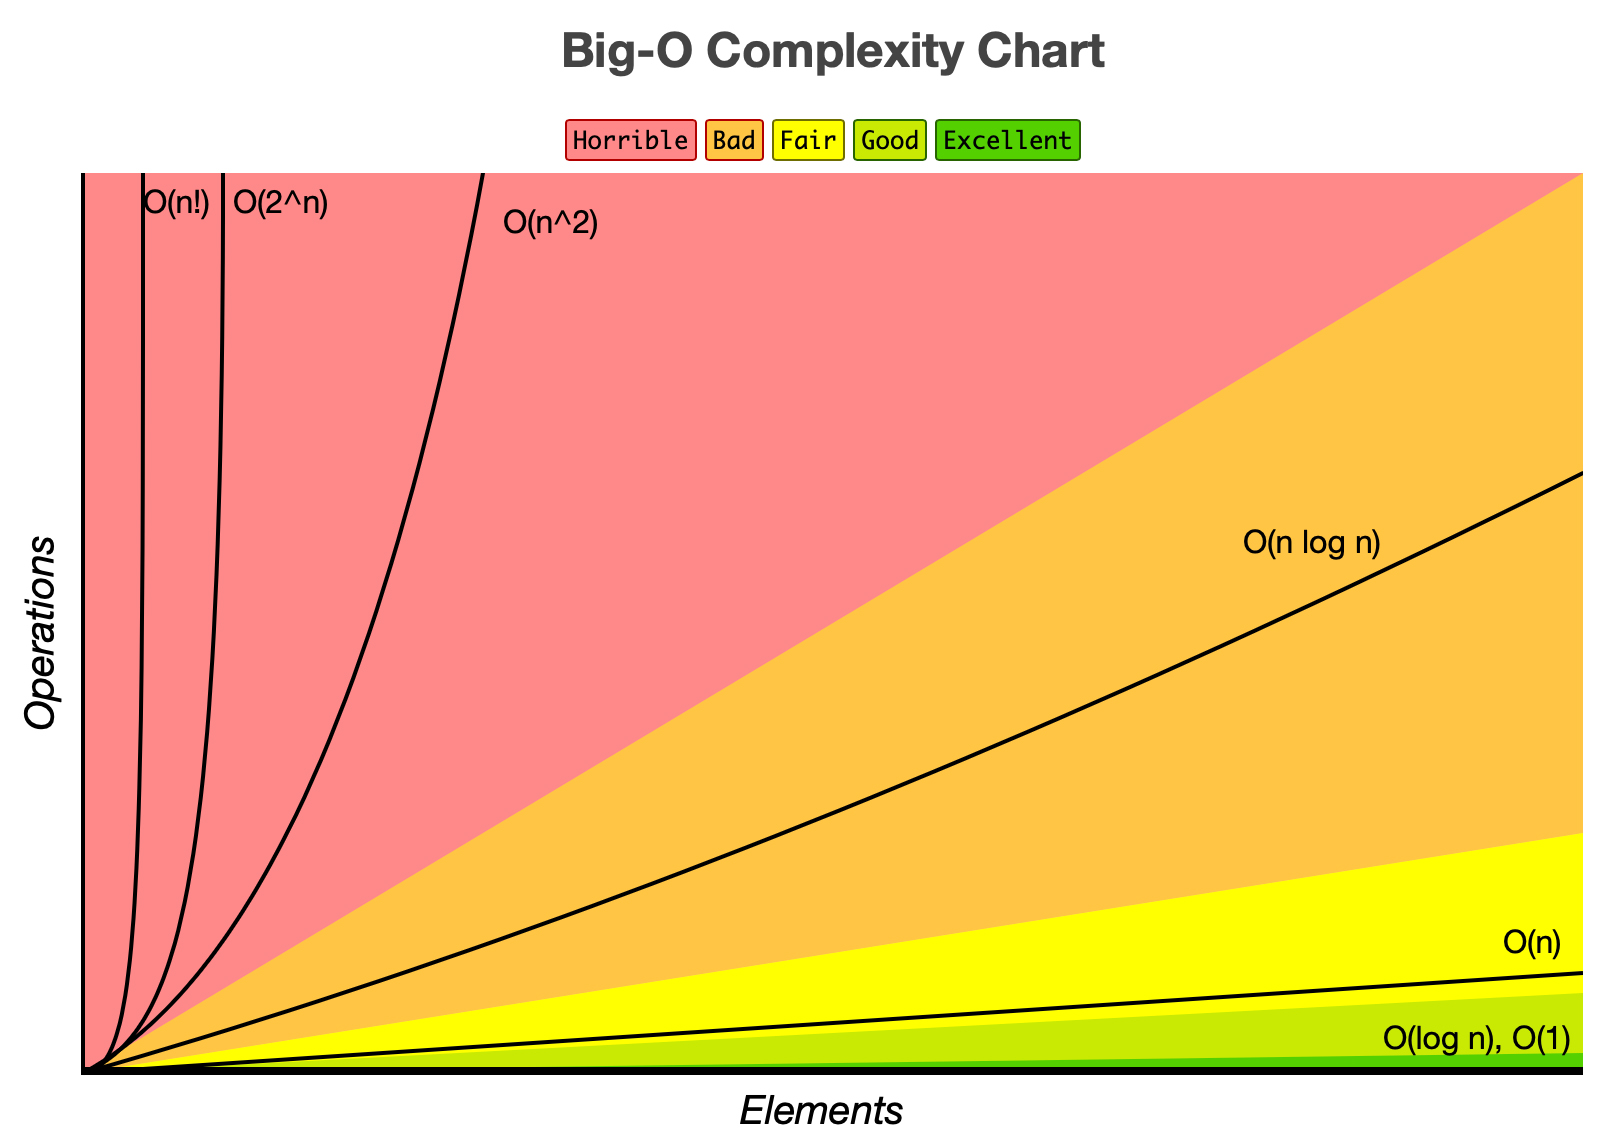 Big-O Complexity Chart
Horrible Bad Fair Good Excellent
O(n!) O(2^n)
O(n^2)
O(n log n)
O(n)
O(log n), O(1)
Operations
Elements